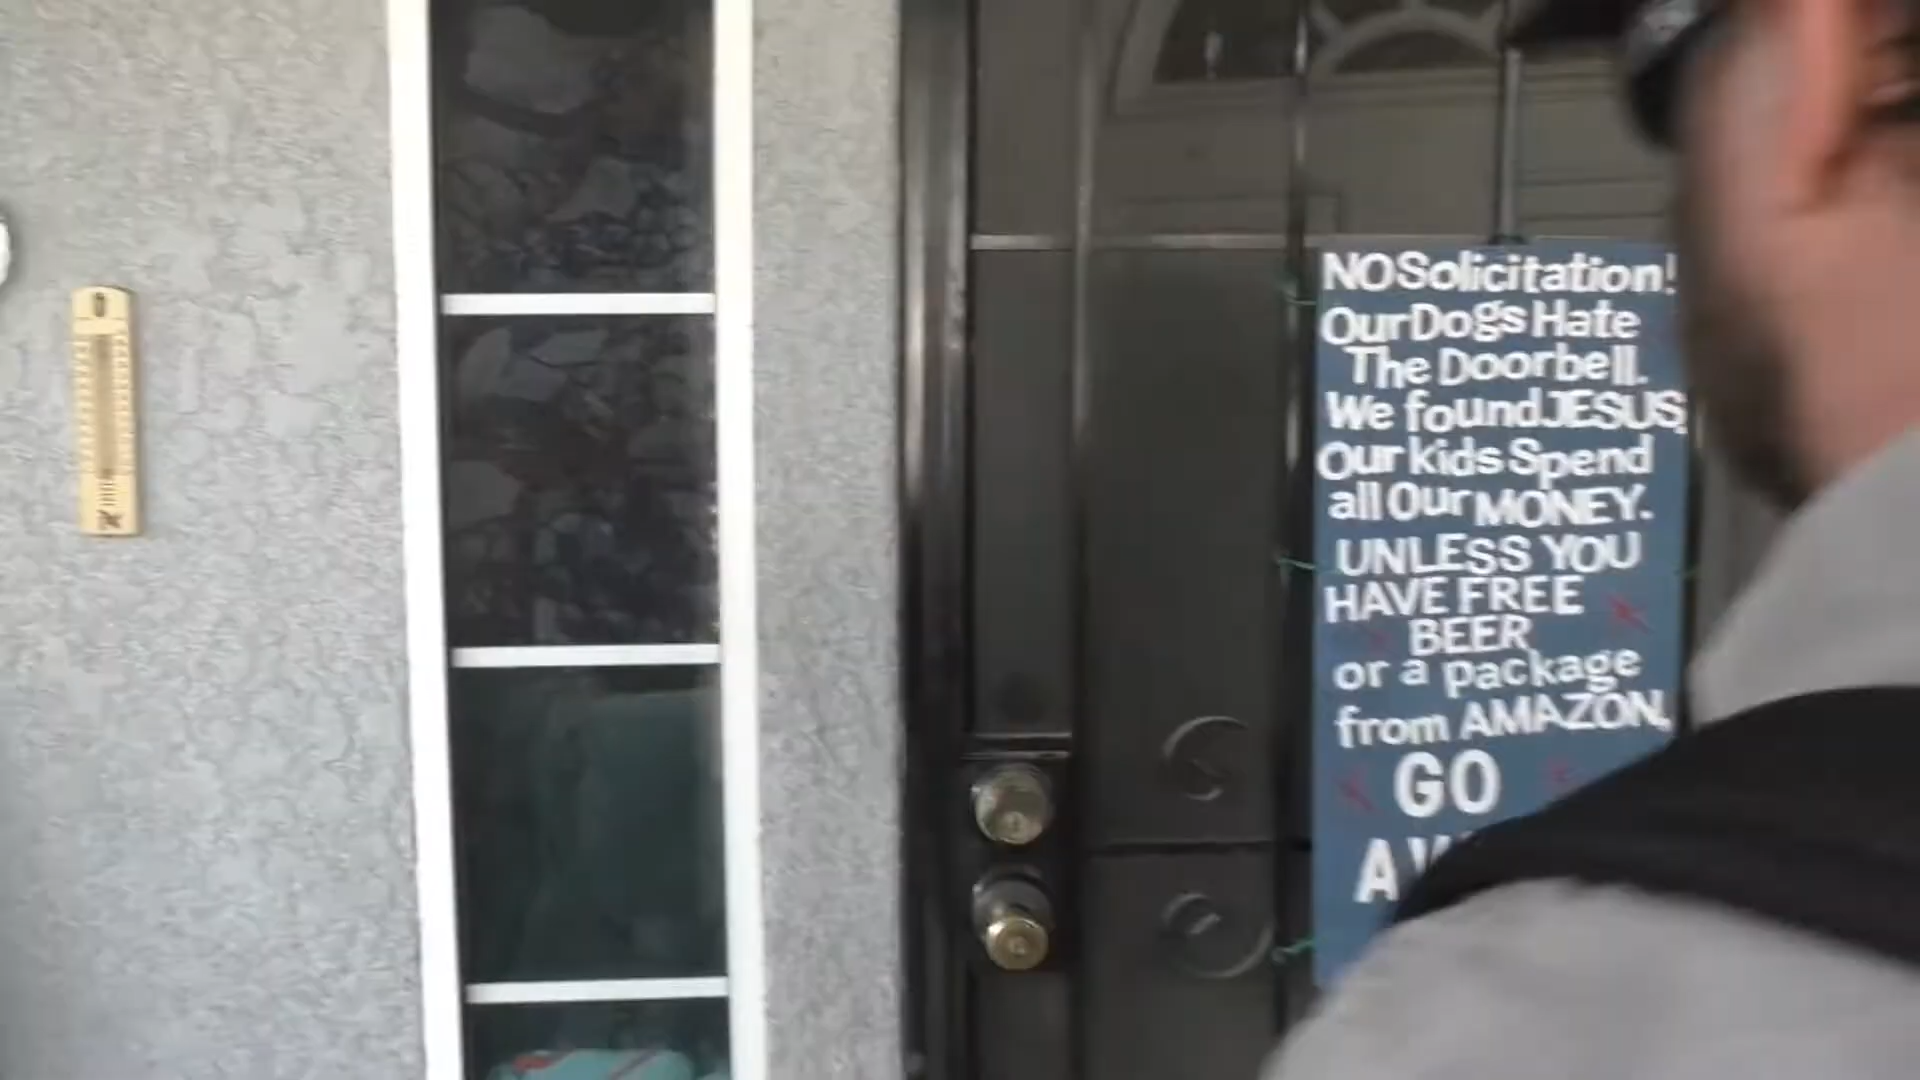 NO Solicitation!
Our Dogs Hate
The Doorbell.
We found JESUS,
Our kids Spend
all Our MONEY.
UNLESS YOU
HAVE FREE
BEER
or a package
from AMAZON,
GO